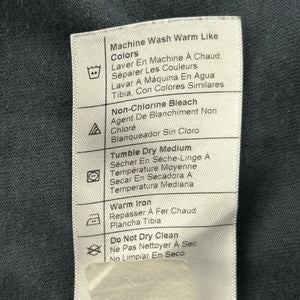 Machine Wash Warm Like
Colors
Laver En Machine À Chaud
Séparer Les Couleurs
Lavar A Máquina En Agua
Tibia, Con Colores Similares
Non-Chlorine Bleach
Agent De Blanchiment Non
Chloré
Blanqueador Sin Cloro
Tumble Dry Medium
Sécher En Sèche-Linge À
Température Moyenne
Secar En Secadora A
Temperatura Mediana
Warm Iron
Repasser À Fer Chaud
Plancha Tibia
Do Not Dry Clean
Ne Pas Nettoyer À Sec
No Lavar En Seco